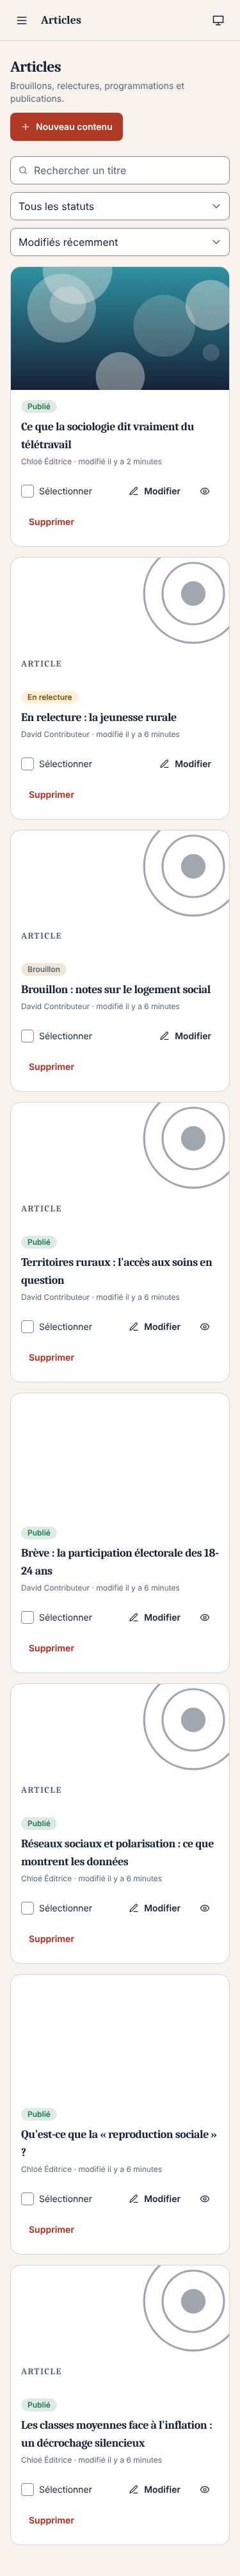 Articles
Articles
Brouillons, relectures, programmations et
publications.
Nouveau contenu
Rechercher un titre
Tous les statuts
Modifiés récemment
Publié
Ce que la sociologie dit vraiment du
télétravail
Chloé Éditrice · modifié il y a 2 minutes
Sélectionner
Modifier
Supprimer
ARTICLE
En relecture
En relecture : la jeunesse rurale
David Contributeur · modifié il y a 6 minutes
Sélectionner
Modifier
Supprimer
ARTICLE
Brouillon
Brouillon : notes sur le logement social
David Contributeur · modifié il y a 6 minutes
Sélectionner
Modifier
Supprimer
ARTICLE
Publié
Territoires ruraux : l'accès aux soins en
question
David Contributeur · modifié il y a 6 minutes
Sélectionner
Modifier
Supprimer
Publié
Brève : la participation électorale des 18-
24 ans
David Contributeur · modifié il y a 6 minutes
Sélectionner
Modifier
Supprimer
ARTICLE
Publié
Réseaux sociaux et polarisation : ce que
montrent les données
Chloé Éditrice · modifié il y a 6 minutes
Sélectionner
Modifier
Supprimer
Publié
Qu'est-ce que la « reproduction sociale »
?
Chloé Éditrice · modifié il y a 6 minutes
Sélectionner
Modifier
Supprimer
ARTICLE
Publié
Les classes moyennes face à l'inflation :
un décrochage silencieux
Chloé Éditrice · modifié il y a 6 minutes
Sélectionner
Modifier
Supprimer